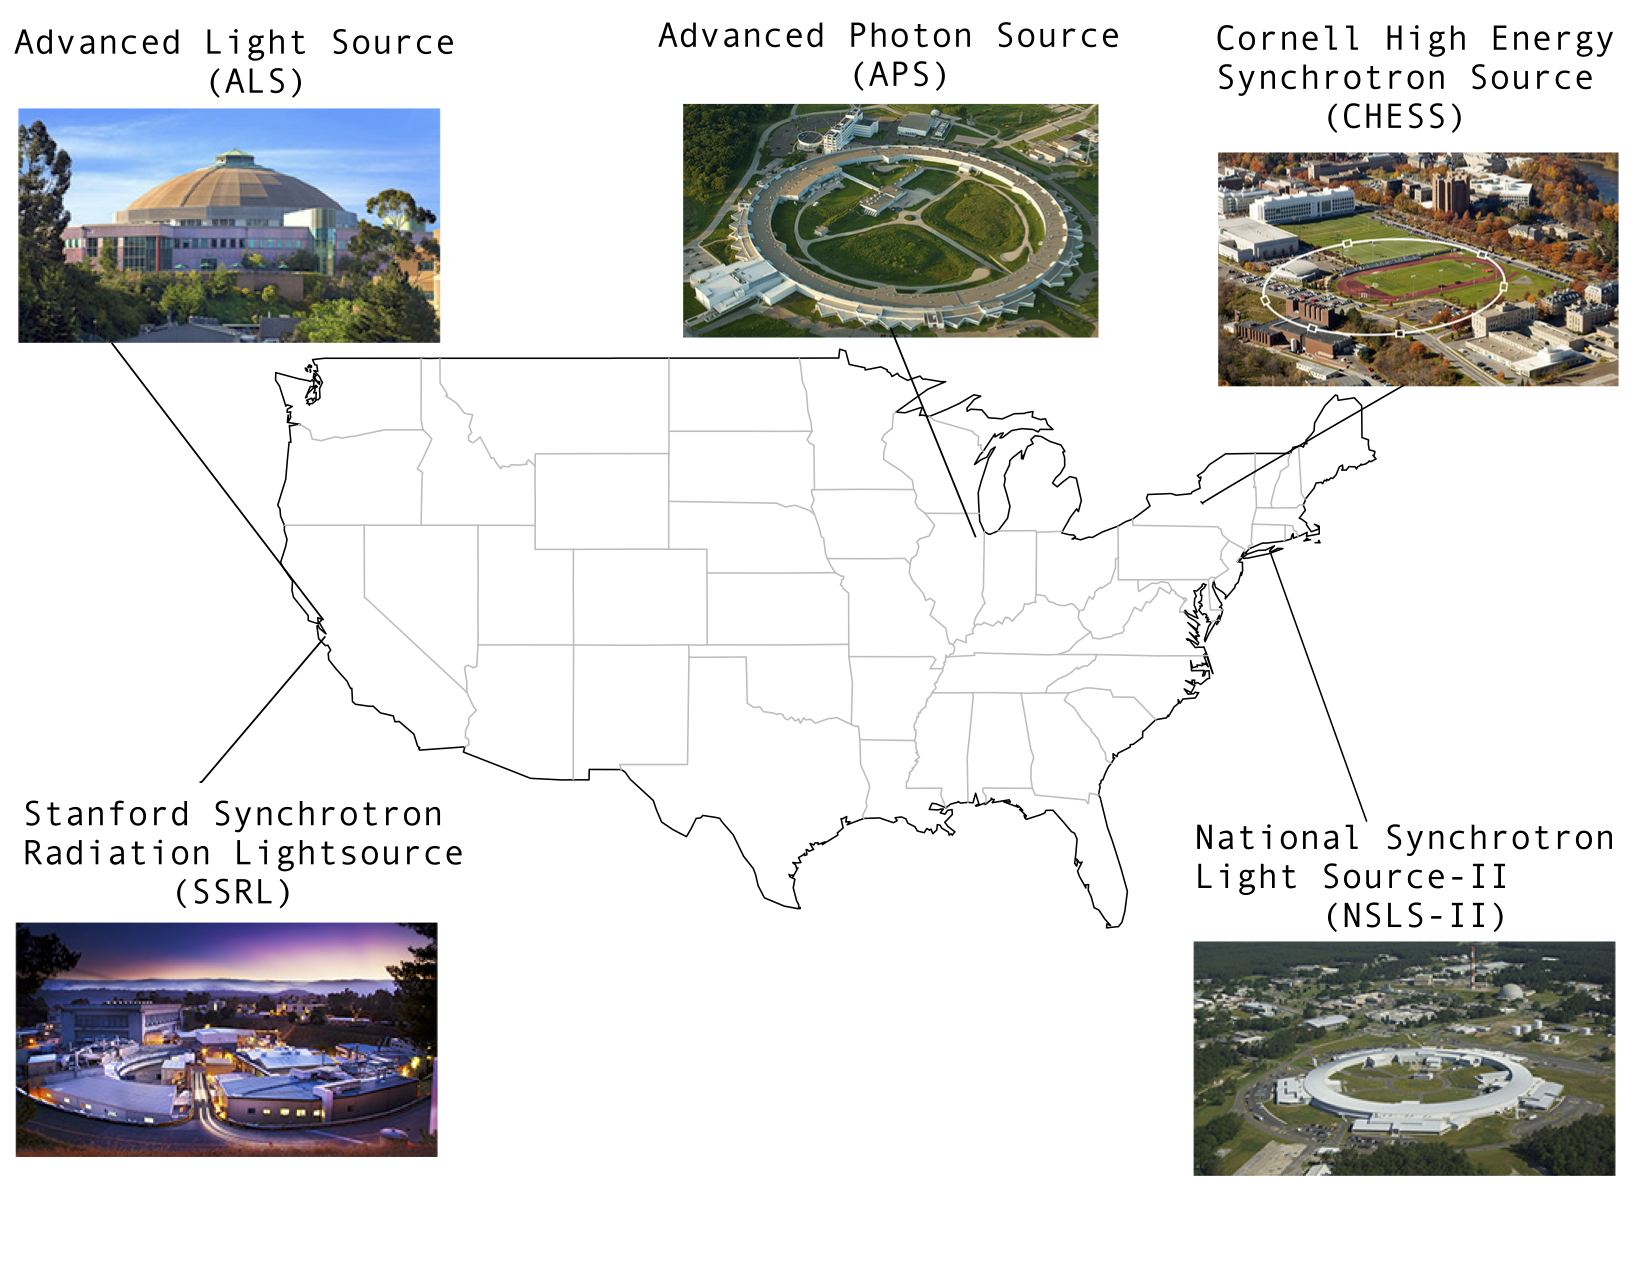 Advanced Light Source
(ALS)
Advanced Photon Source
(APS)
Cornell High Energy
Synchrotron Source
(CHESS)
Stanford Synchrotron
Radiation Lightsource
(SSRL)
National Synchrotron
Light Source-II
(NSLS-II)